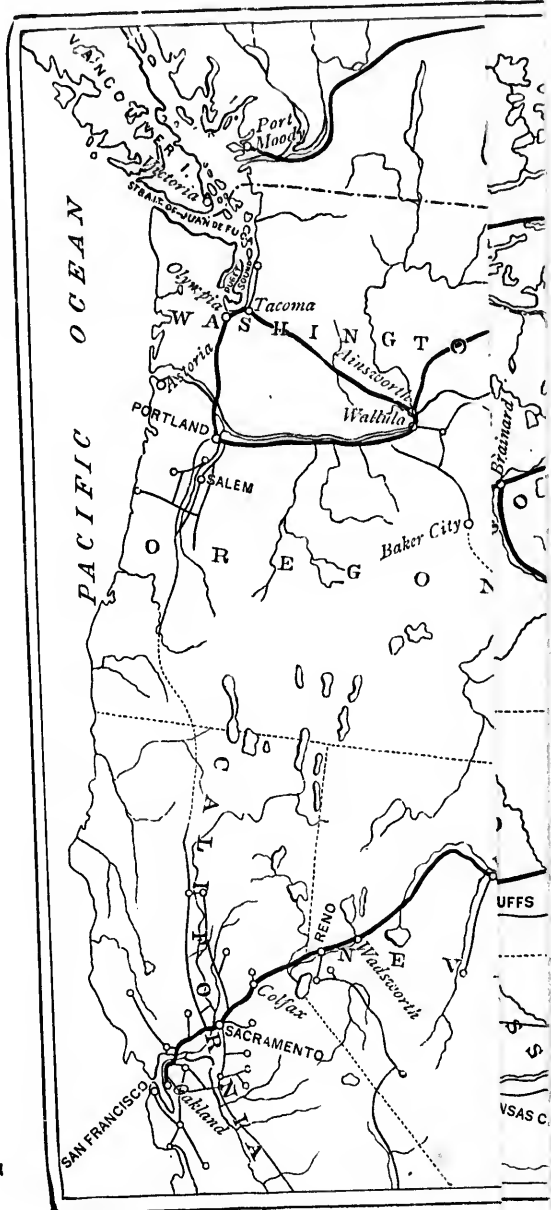 VANCOUVER I.
Port
Moody
Victoria
STRAIT OF JUAN DE FUCA
PUGET
SOUND
PACIFIC OCEAN
Olympia
Tacoma
WASHINGTO
Astoria
Ainsworth
Wallula
PORTLAND
SALEM
Baker City
Brainard
O
OREGON
CALIFORNIA
UFFS
RENO
NEV
Wadsworth
Colfax
SACRAMENTO
SAN FRANCISCO
Oakland
S
S
NSAS C.